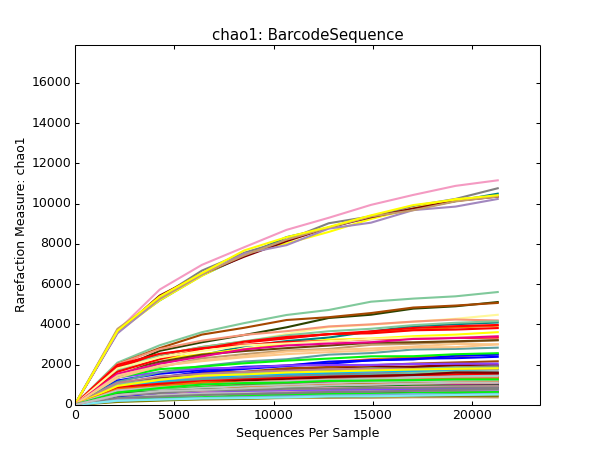 chao1: BarcodeSequence
Rarefaction Measure: chao1
16000
14000
12000
10000
8000
6000
4000
2000
0
0 5000 10000 15000 20000
Sequences Per Sample